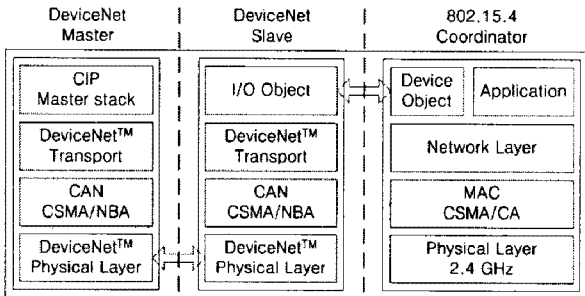 DeviceNet
Master
DeviceNet
Slave
802.15.4
Coordinator
CIP
Master stack
DeviceNet™
Transport
CAN
CSMA/NBA
DeviceNet™
Physical Layer
I/O Object
DeviceNet™
Transport
CAN
CSMA/NBA
DeviceNet™
Physical Layer
Device
Object
Application
Network Layer
MAC
CSMA/CA
Physical Layer
2.4 GHz